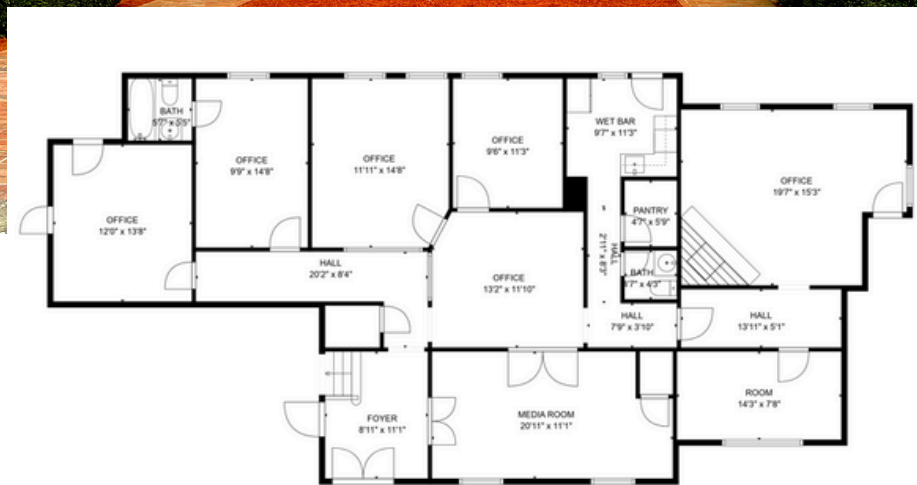 BATH
5'7" x 5'5"
OFFICE
9'9" x 14'8"
OFFICE
11'11" x 14'8"
OFFICE
9'6" x 11'3"
WET BAR
9'7" x 11'3"
OFFICE
19'7" x 15'3"
OFFICE
12'0" x 13'8"
PANTRY
4'7" x 5'9"
HALL
2'11" x 8'3"
HALL
20'2" x 8'4"
OFFICE
13'2" x 11'10"
BATH
x 4'3"
HALL
7'9" x 3'10"
HALL
13'11" x 5'1"
FOYER
8'11" x 11'1"
MEDIA ROOM
20'11" x 11'1"
ROOM
14'3" x 7'8"